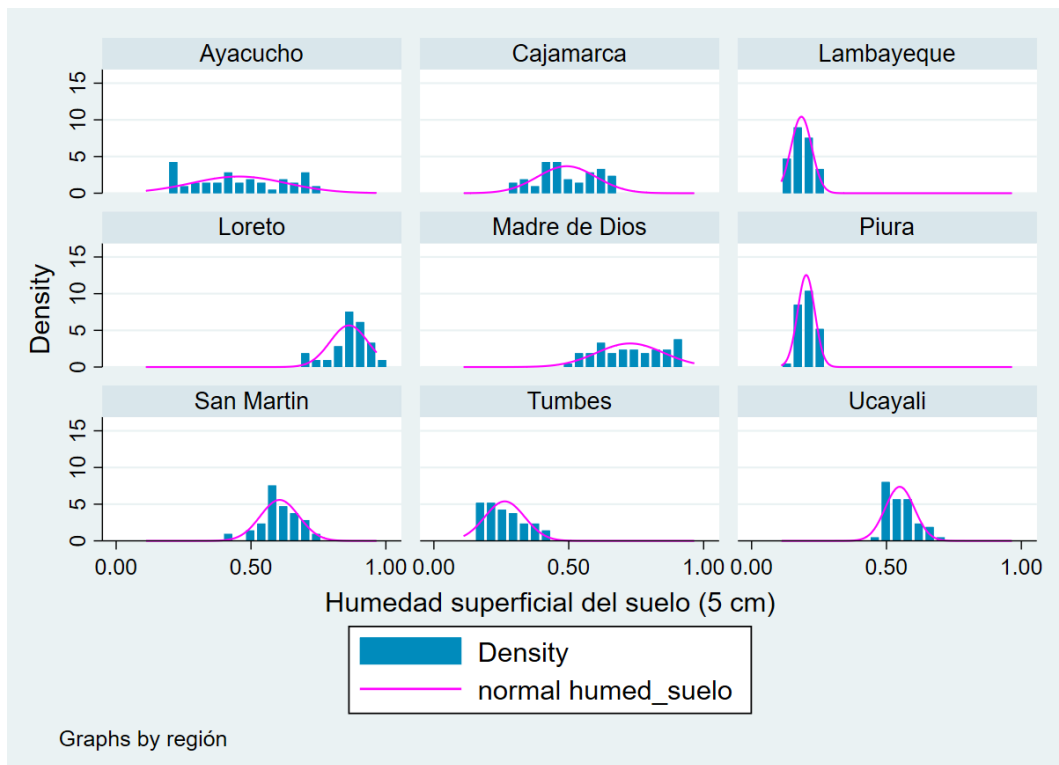 Ayacucho
Cajamarca
Lambayeque
0 5 10 15
Loreto
Madre de Dios
Piura
0 5 10 15
San Martin
Tumbes
Ucayali
0 5 10 15
0.00 0.50 1.00 0.00 0.50 1.00 0.00 0.50 1.00
Density
Humedad superficial del suelo (5 cm)
Density
normal humed_suelo
Graphs by región